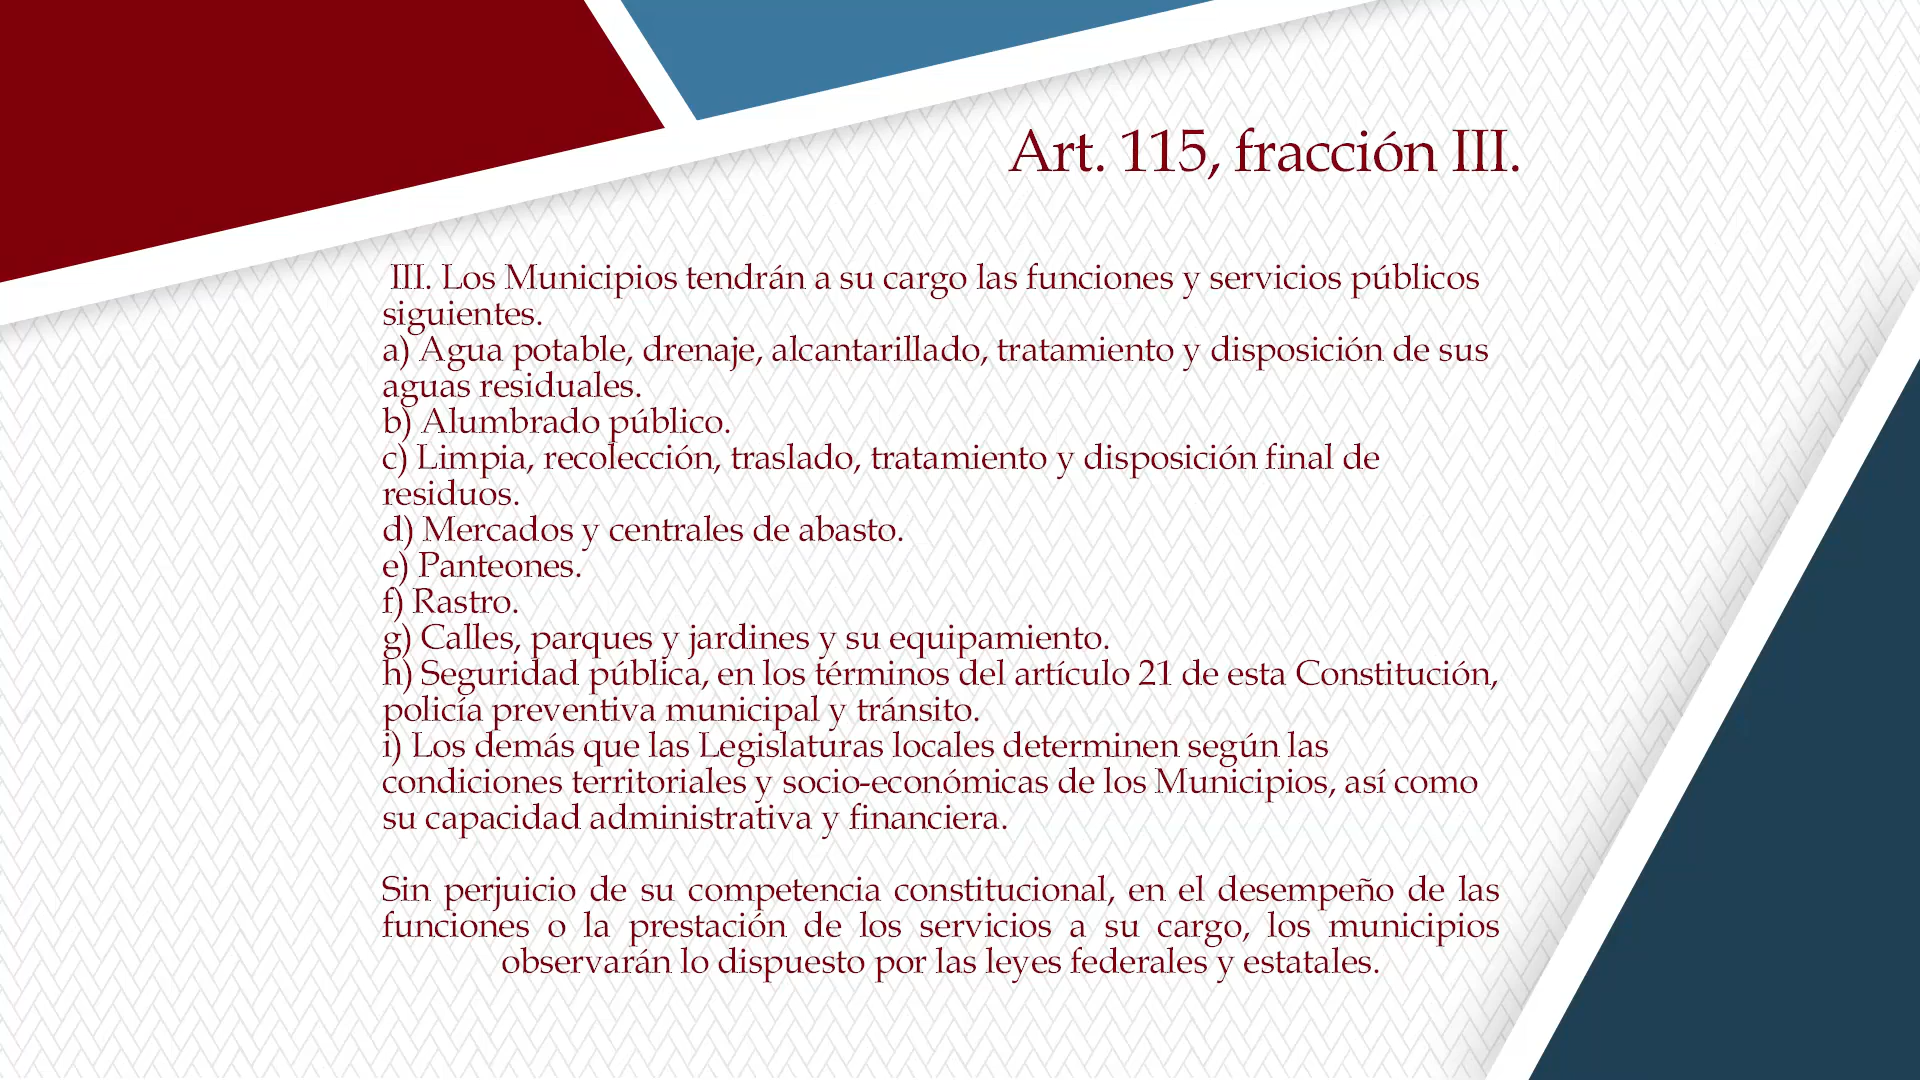 Art. 115, fracción III.
III. Los Municipios tendrán a su cargo las funciones y servicios públicos
siguientes.
a) Agua potable, drenaje, alcantarillado, tratamiento y disposición de sus
aguas residuales.
b) Alumbrado público.
c) Limpia, recolección, traslado, tratamiento y disposición final de
residuos.
d) Mercados y centrales de abasto.
e) Panteones.
f) Rastro.
g) Calles, parques y jardines y su equipamiento.
h) Seguridad pública, en los términos del artículo 21 de esta Constitución,
policía preventiva municipal y tránsito.
i) Los demás que las Legislaturas locales determinen según las
condiciones territoriales y socio-económicas de los Municipios, así como
su capacidad administrativa y financiera.
Sin perjuicio de su competencia constitucional, en el desempeño de las
funciones o la prestación de los servicios a su cargo, los municipios
observarán lo dispuesto por las leyes federales y estatales.